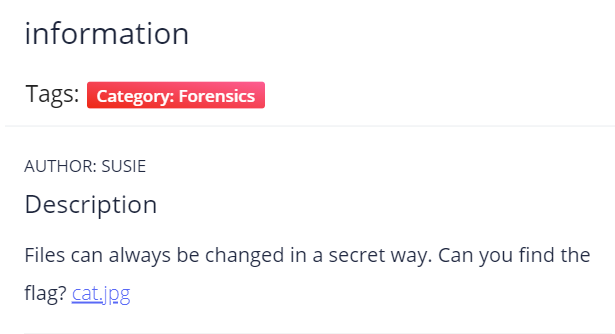 information
Tags: Category: Forensics
AUTHOR: SUSIE
Description
Files can always be changed in a secret way. Can you find the
flag? cat.jpg